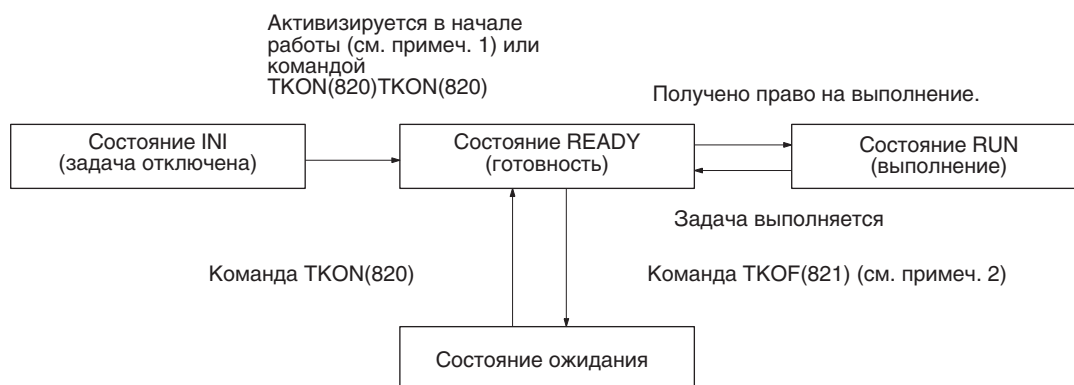 Активизируется в начале
работы (см. примеч. 1) или
командой
TKON(820)TKON(820)
Получено право на выполнение.
Состояние INI
(задача отключена)
Состояние READY
(готовность)
Состояние RUN
(выполнение)
Задача выполняется
Команда TKON(820)
Команда TKOF(821) (см. примеч. 2)
Состояние ожидания